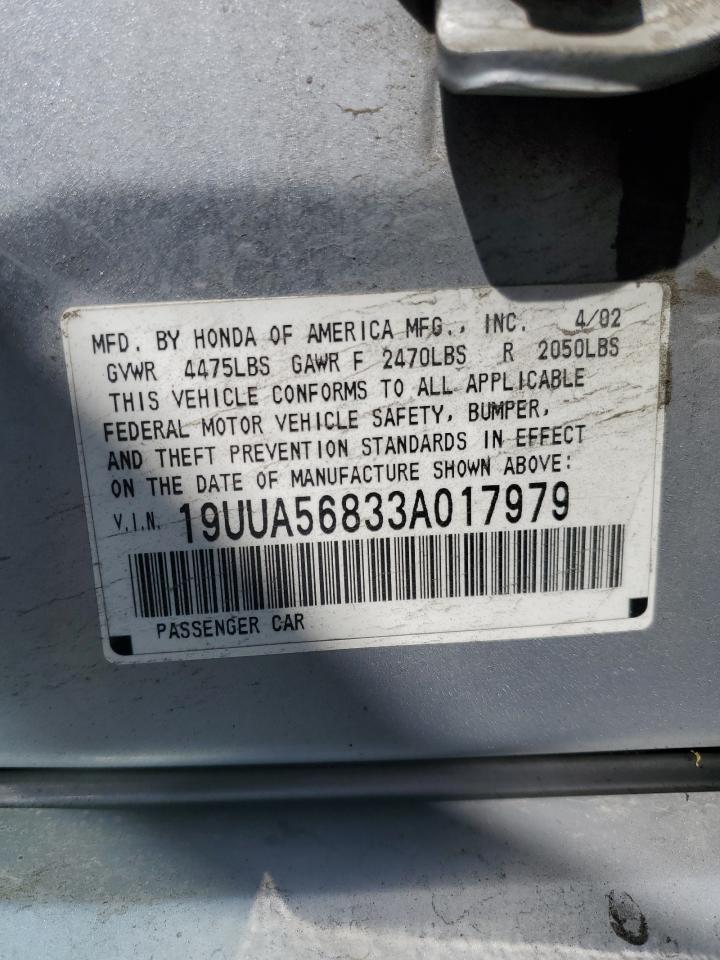 MFD. BY HONDA OF AMERICA MFG., INC. 4/02
GVWR 4475LBS GAWR F 2470LBS R 2050LBS
THIS VEHICLE CONFORMS TO ALL APPLICABLE
FEDERAL MOTOR VEHICLE SAFETY, BUMPER,
AND THEFT PREVENTION STANDARDS IN EFFECT
ON THE DATE OF MANUFACTURE SHOWN ABOVE:
V.I.N. 19UUA56833A017979
PASSENGER CAR